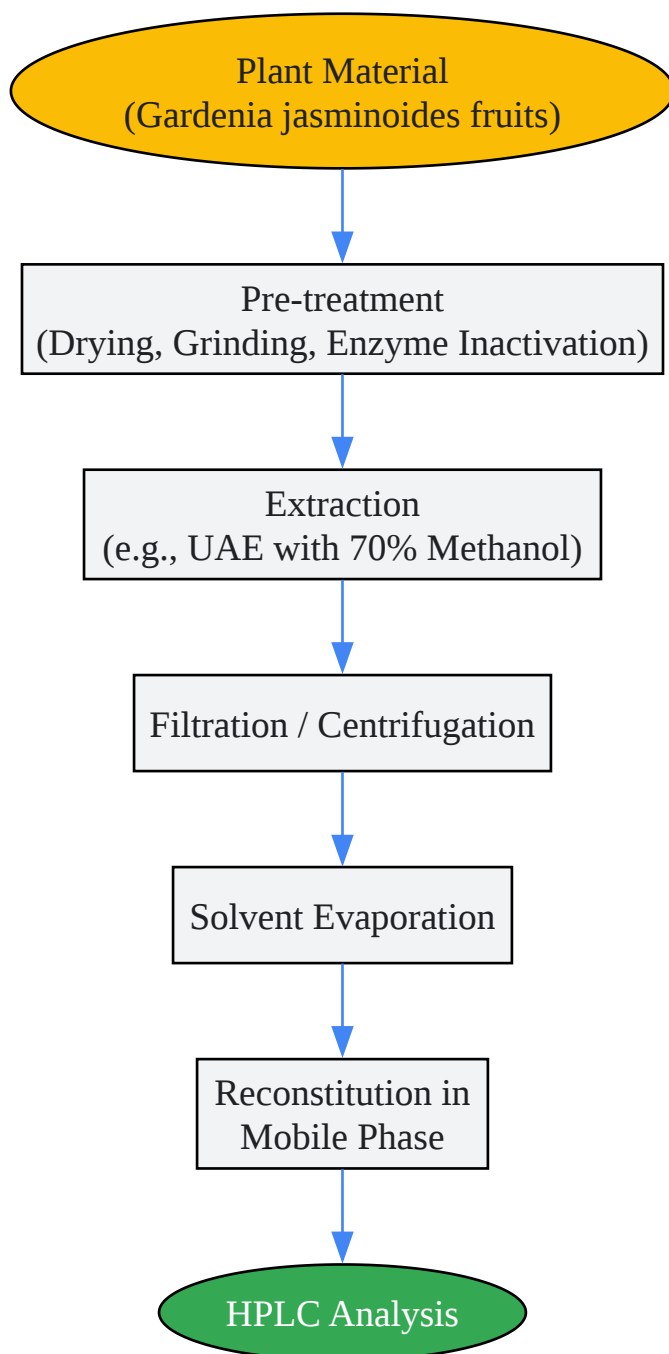 Plant Material
(Gardenia jasminoides fruits)
Pre-treatment
(Drying, Grinding, Enzyme Inactivation)
Extraction
(e.g., UAE with 70% Methanol)
Filtration / Centrifugation
Solvent Evaporation
Reconstitution in
Mobile Phase
HPLC Analysis